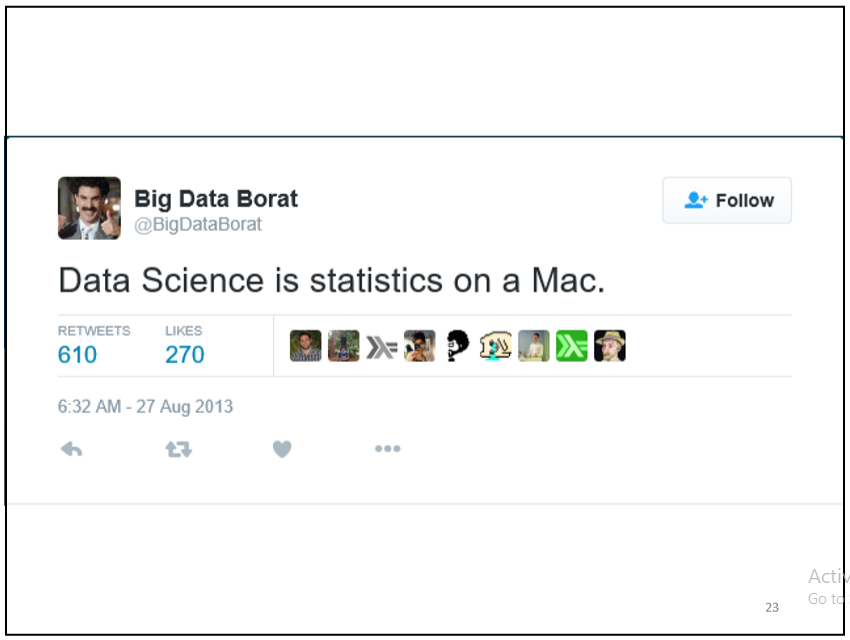 Big Data Borat
@BigDataBorat
Follow
Data Science is statistics on a Mac.
RETWEETS LIKES
610 270
6:32 AM - 27 Aug 2013
Go to
23